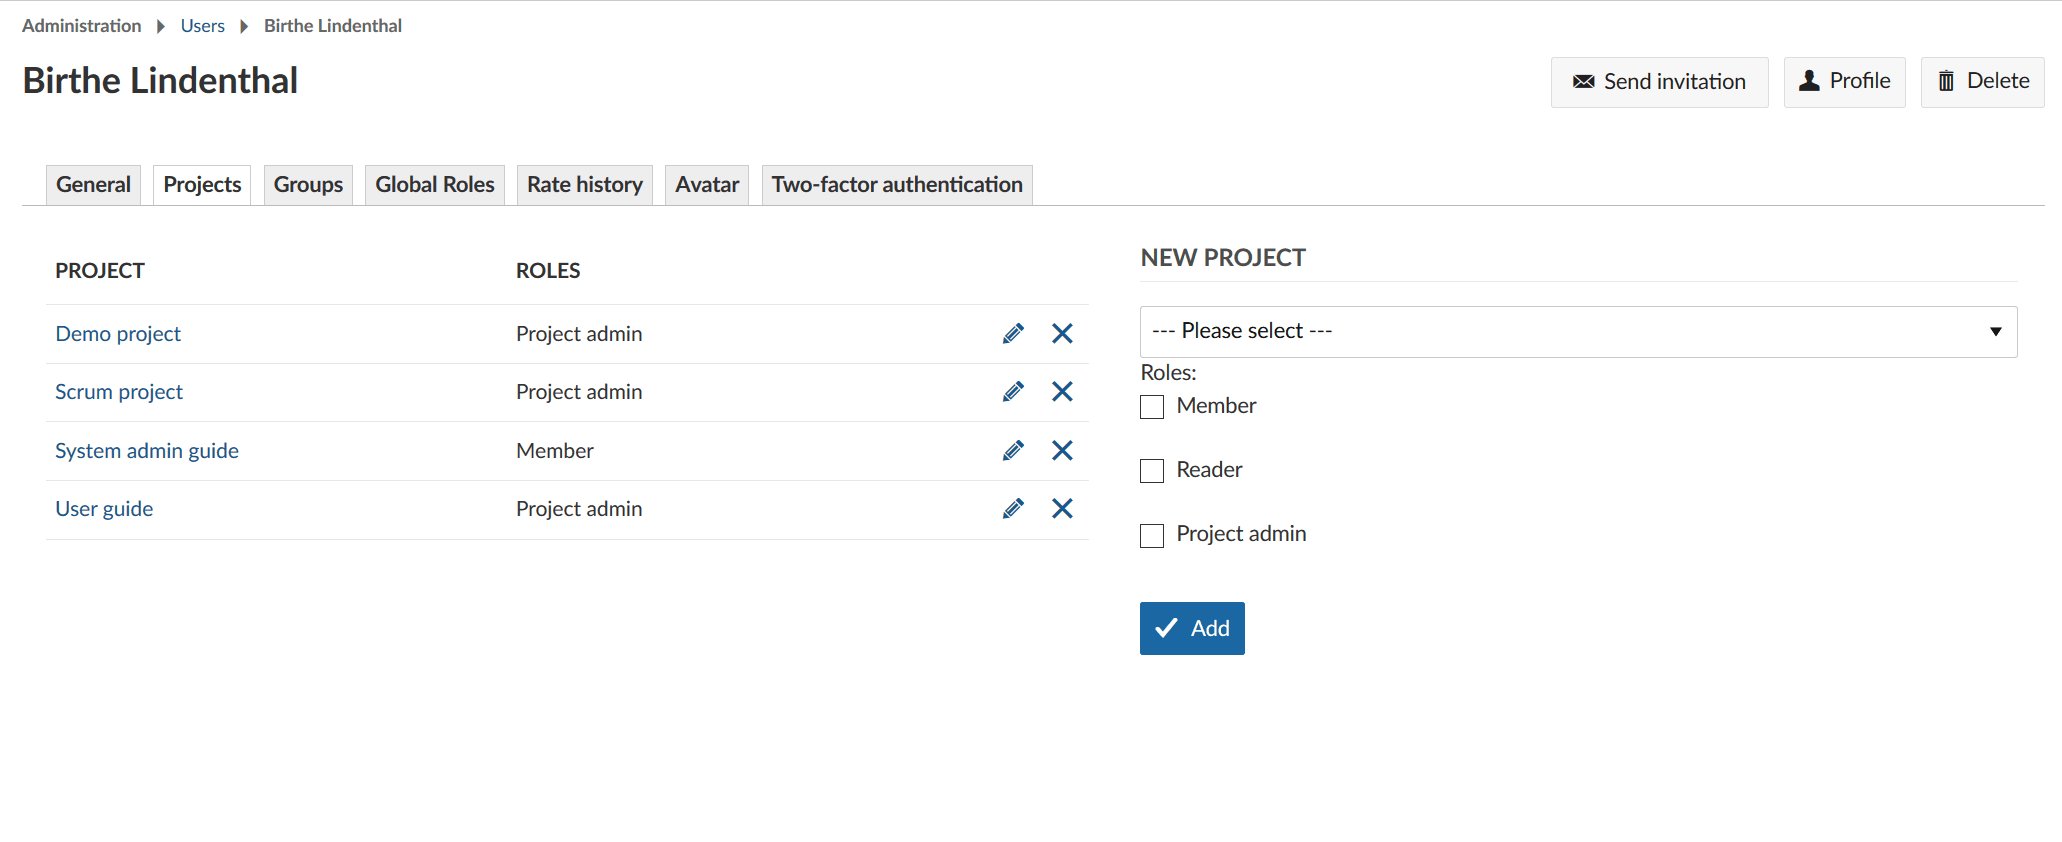 Administration Users Birthe Lindenthal
Birthe Lindenthal
Send invitation Profile Delete
General Projects Groups Global Roles Rate history Avatar Two-factor authentication
PROJECT ROLES
Demo project Project admin
Scrum project Project admin
System admin guide Member
User guide Project admin
NEW PROJECT
--- Please select ---
Roles:
Member
Reader
Project admin
Add